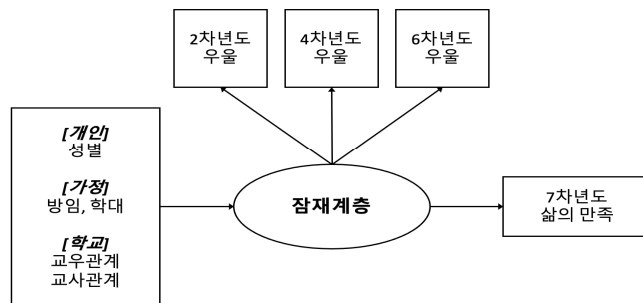 2차년도
우울
4차년도
우울
6차년도
우울
[개인]
성별
[가정]
방임, 학대
[학교]
교우관계
교사관계
잠재계층
7차년도
삶의 만족